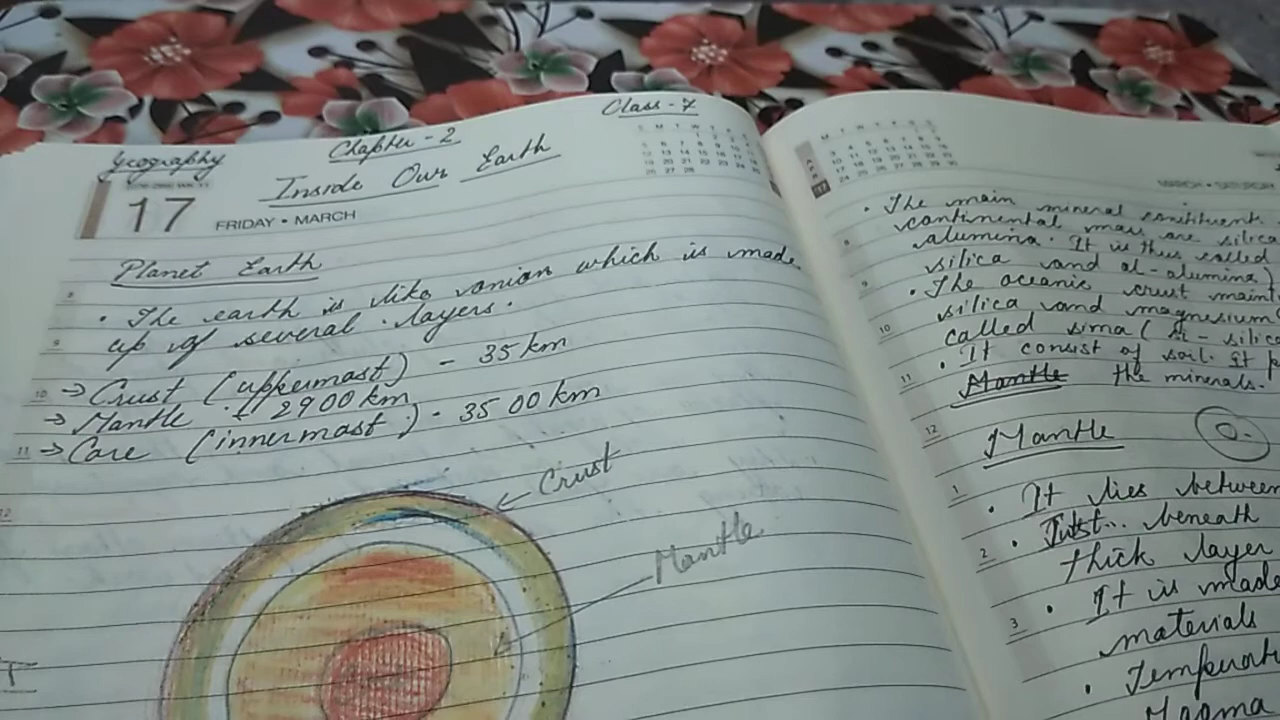 Class-7
Geography
Chapter-2
Inside Our Earth
17
FRIDAY • MARCH
Planet Earth
• The earth is like onion which is made
up of several layers.
→ Crust (uppermast) - 35 km
→ Mantle - 2900 km
→ Core (innermast) - 3500 km
← Crust
Mantle
• The main mineral constituent
continental mass are silica
alumina. It is thus called
silica and al-alumina)
• The oceanic crust
silica and magnesium
called sima (si-silica
• It consist of soil. It
Mantle the minerals.
Mantle
• It lies between
• Just... beneath
thick layer
• It is made
materials
•
Magma